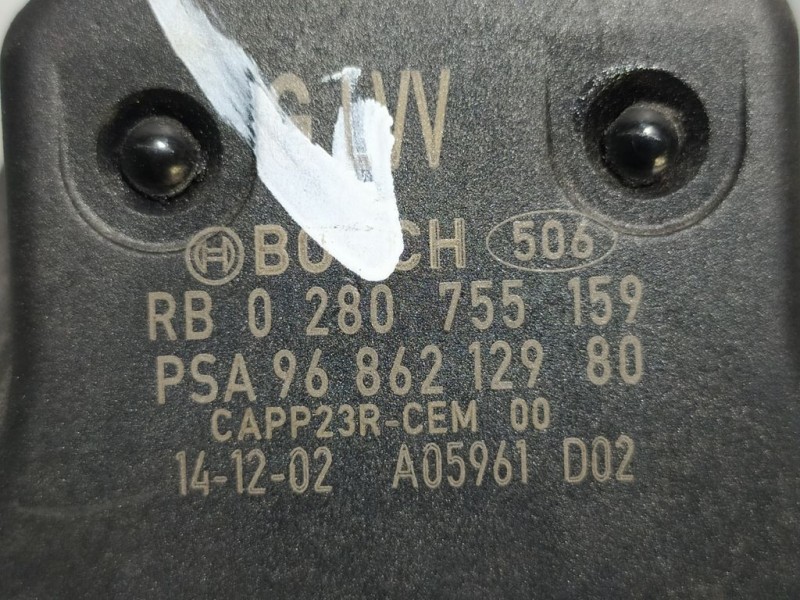 BOSCH 506
RB 0 280 755 159
PSA 96 862 129 80
CAPP23R-CEM 00
14-12-02 A05961 D02